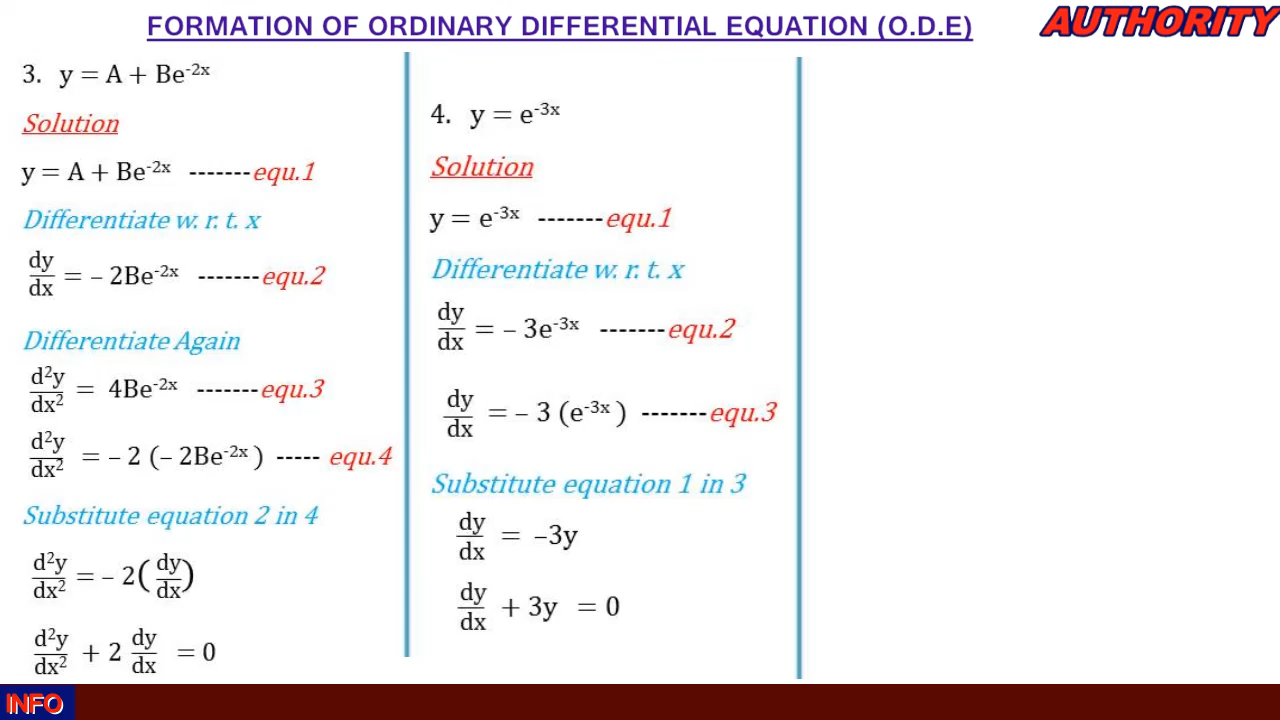 FORMATION OF ORDINARY DIFFERENTIAL EQUATION (O.D.E)
AUTHORITY
3. y = A + Be⁻²ˣ
Solution
y = A + Be⁻²ˣ -------equ.1
Differentiate w. r. t. x
dy/dx = – 2Be⁻²ˣ -------equ.2
Differentiate Again
d²y/dx² = 4Be⁻²ˣ -------equ.3
d²y/dx² = – 2 (– 2Be⁻²ˣ ) ----- equ.4
Substitute equation 2 in 4
d²y/dx² = – 2(dy/dx)
d²y/dx² + 2 dy/dx = 0
4. y = e⁻³ˣ
Solution
y = e⁻³ˣ -------equ.1
Differentiate w. r. t. x
dy/dx = – 3e⁻³ˣ -------equ.2
dy/dx = – 3 (e⁻³ˣ ) -------equ.3
Substitute equation 1 in 3
dy/dx = –3y
dy/dx + 3y = 0
INFO